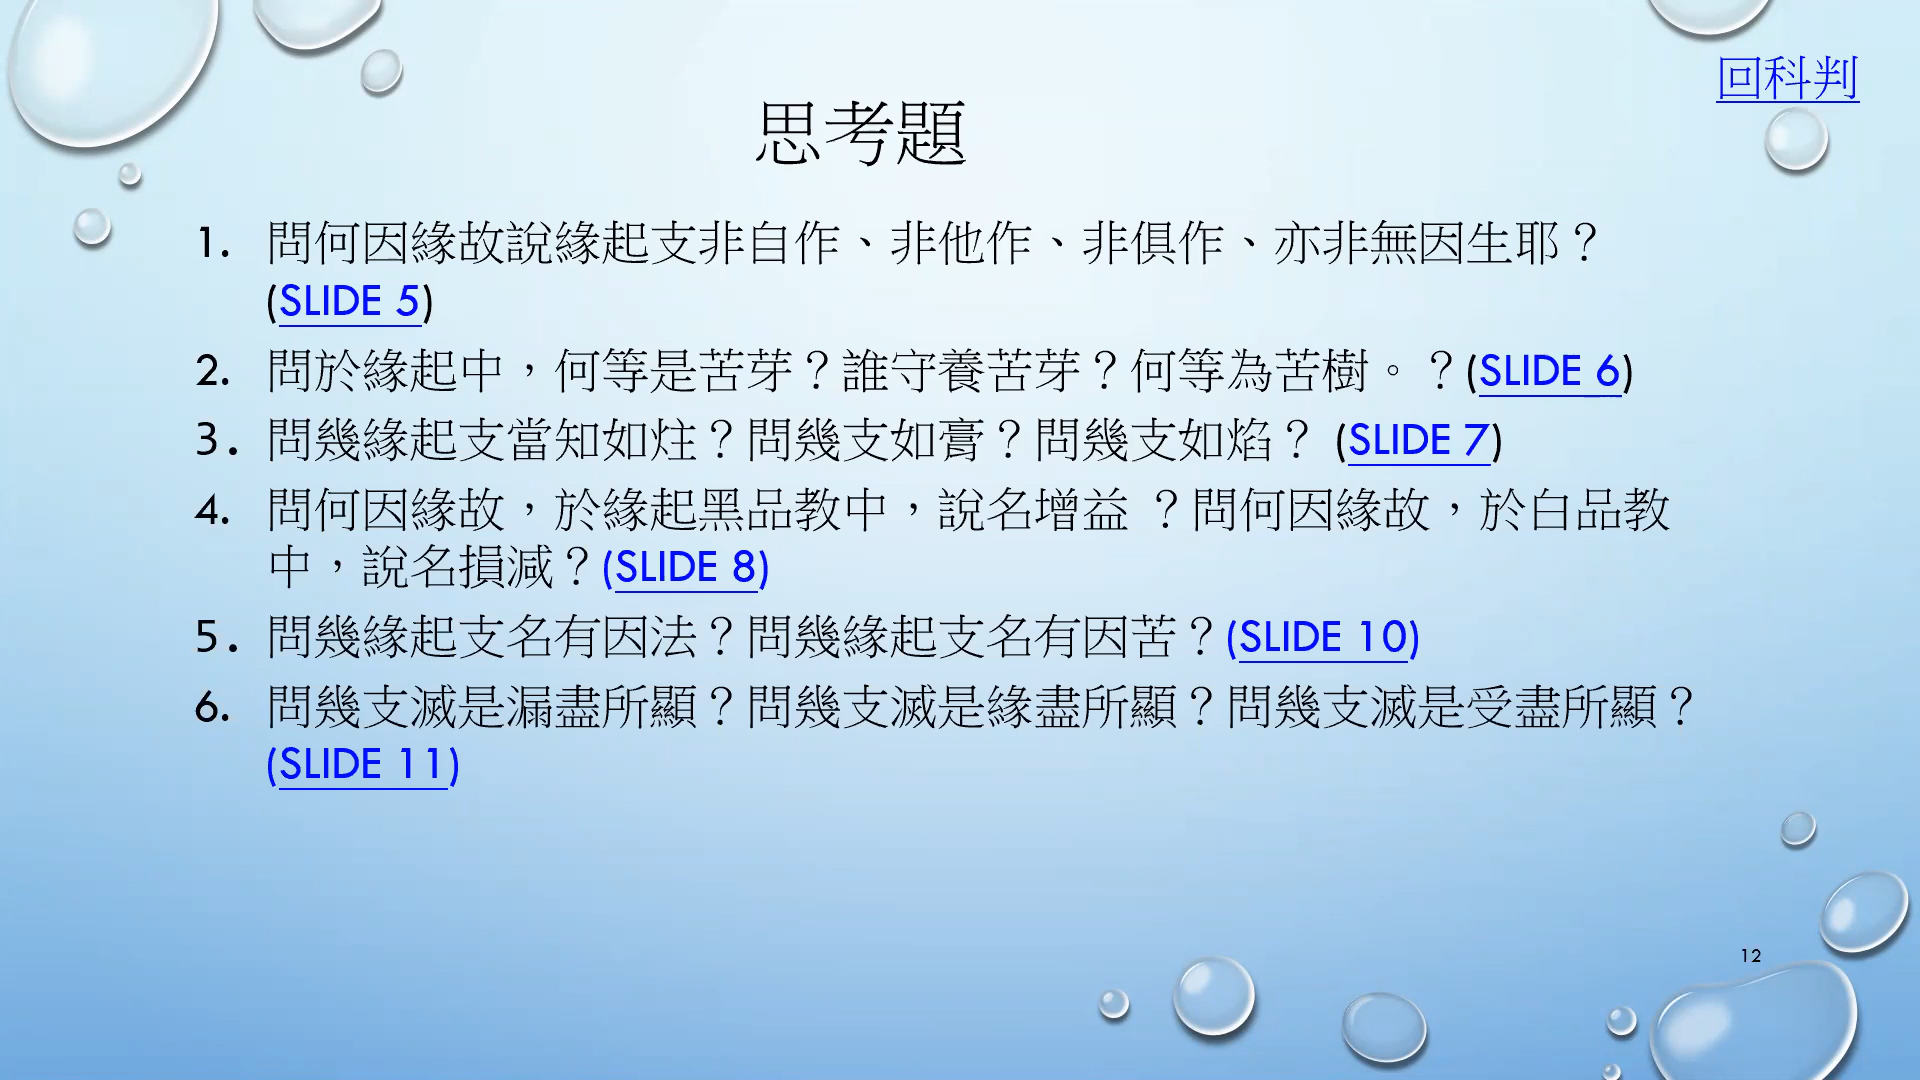 回科判
思考題
1. 問何因緣故說緣起支非自作、非他作、非俱作、亦非無因生耶？
(SLIDE 5)
2. 問於緣起中，何等是苦芽？誰守養苦芽？何等為苦樹。？(SLIDE 6)
3. 問幾緣起支當知如炷？問幾支如膏？問幾支如焰？ (SLIDE 7)
4. 問何因緣故，於緣起黑品教中，說名增益 ？問何因緣故，於白品教
中，說名損減？(SLIDE 8)
5. 問幾緣起支名有因法？問幾緣起支名有因苦？(SLIDE 10)
6. 問幾支滅是漏盡所顯？問幾支滅是緣盡所顯？問幾支滅是受盡所顯？
(SLIDE 11)
12